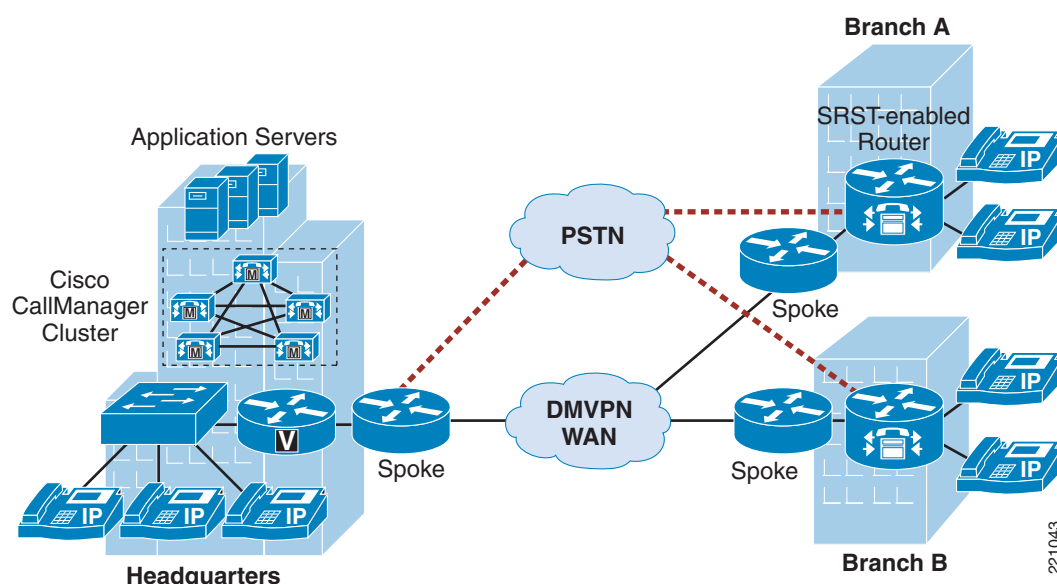 Branch A
SRST-enabled
Router
IP
IP
Application Servers
PSTN
Cisco
CallManager
Cluster
M
M
M
M
M
Spoke
IP
DMVPN
WAN
V
Spoke
Spoke
IP
IP
IP
IP
Headquarters
Branch B
221043